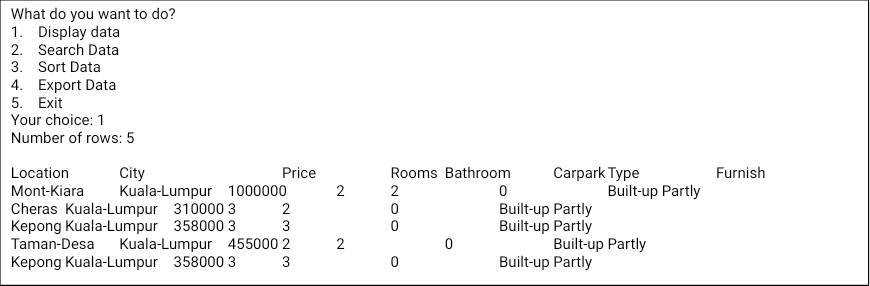 What do you want to do?
1. Display data
2. Search Data
3. Sort Data
4. Export Data
5. Exit
Your choice: 1
Number of rows: 5
Location City Price Rooms Bathroom Carpark Type Furnish
Mont-Kiara Kuala-Lumpur 1000000 2 2 0 Built-up Partly
Cheras Kuala-Lumpur 310000 3 2 0 Built-up Partly
Kepong Kuala-Lumpur 358000 3 3 0 Built-up Partly
Taman-Desa Kuala-Lumpur 455000 2 2 0 Built-up Partly
Kepong Kuala-Lumpur 358000 3 3 0 Built-up Partly